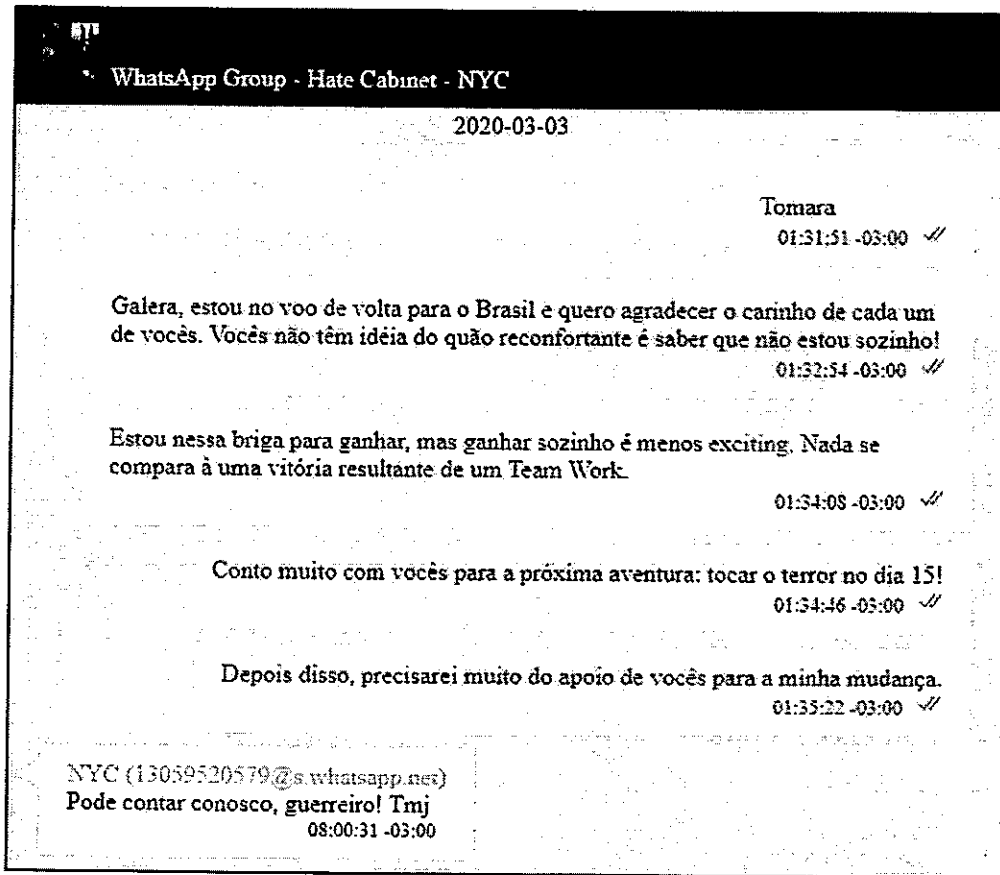 WhatsApp Group - Hate Cabinet - NYC
2020-03-03
Tomara
01:31:51 -03:00
Galera, estou no voo de volta para o Brasil e quero agradecer o carinho de cada um
de vocês. Vocês não têm idéia do quão reconfortante é saber que não estou sozinho!
01:32:54 -03:00
Estou nessa briga para ganhar, mas ganhar sozinho é menos exciting. Nada se
compara à uma vitória resultante de um Team Work.
01:34:08 -03:00
Conto muito com vocês para a próxima aventura: tocar o terror no dia 15!
01:34:46 -03:00
Depois disso, precisarei muito do apoio de vocês para a minha mudança.
01:35:22 -03:00
NYC (13059520579@s.whatsapp.net)
Pode contar conosco, guerreiro! Tmj
08:00:31 -03:00